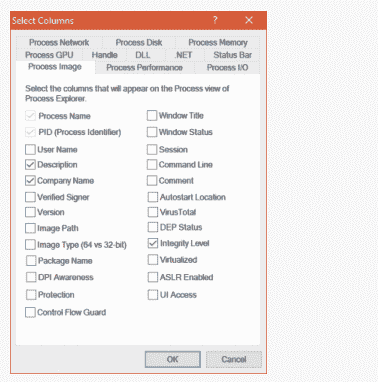 Select Columns ? ×
Process Network Process Disk Process Memory
Process GPU Handle DLL .NET Status Bar
Process Image Process Performance Process I/O
Select the columns that will appear on the Process view of
Process Explorer.
Process Name Window Title
PID (Process Identifier) Window Status
User Name Session
Description Command Line
Company Name Comment
Verified Signer Autostart Location
Version VirusTotal
Image Path DEP Status
Image Type (64 vs 32-bit) Integrity Level
Package Name Virtualized
DPI Awareness ASLR Enabled
Protection UI Access
Control Flow Guard
OK Cancel